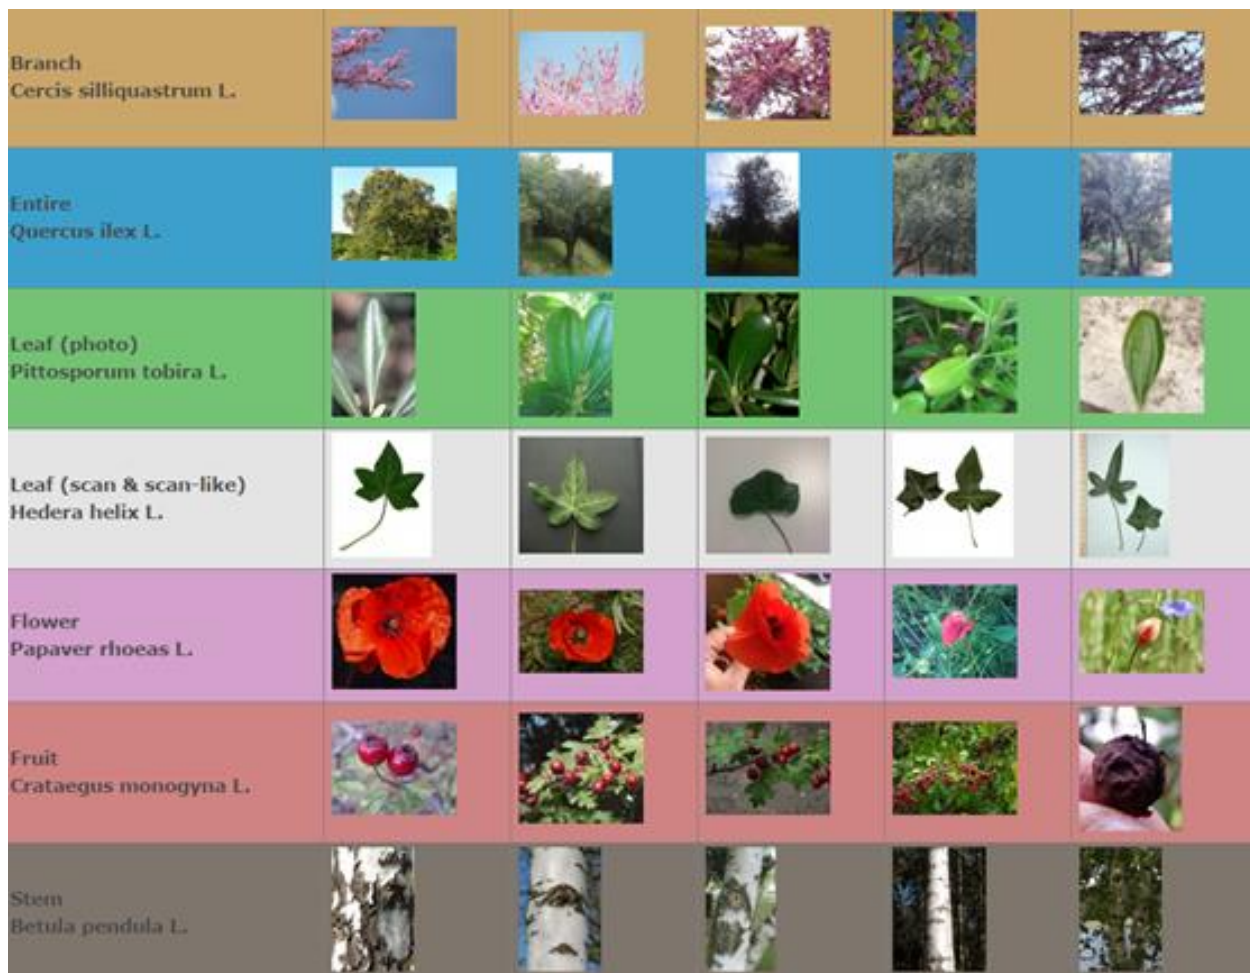 Branch
Cercis silliquastrum L.
Entire
Quercus ilex L.
Leaf (photo)
Pittosporum tobira L.
Leaf (scan & scan-like)
Hedera helix L.
Flower
Papaver rhoeas L.
Fruit
Crataegus monogyna L.
Stem
Betula pendula L.